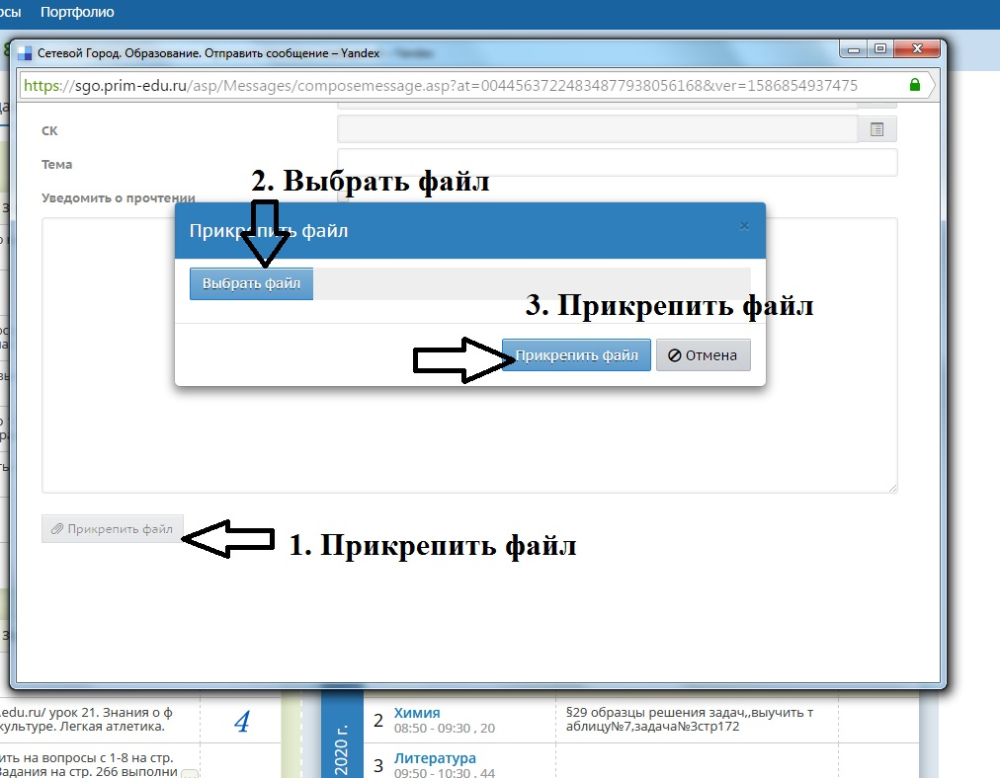 Портфолио
Сетевой Город. Образование. Отправить сообщение – Yandex
https://sgo.prim-edu.ru/asp/Messages/composemessage.asp?at=00445637224834877938056168&ver=1586854937475
СК
Тема
2. Выбрать файл
Уведомить о прочтении
Прикрепить файл
Выбрать файл
3. Прикрепить файл
Прикрепить файл
Отмена
Прикрепить файл
1. Прикрепить файл
.edu.ru/ урок 21. Знания о ф
культуре. Легкая атлетика.
4
ить на вопросы с 1-8 на стр.
Задания на стр. 266 выполни ...
2020 г.
2 Химия
08:50 - 09:30 , 20
§29 образцы решения задач,,выучить т
аблицу№7,задача№3стр172
3 Литература
09:50 - 10:30 , 44